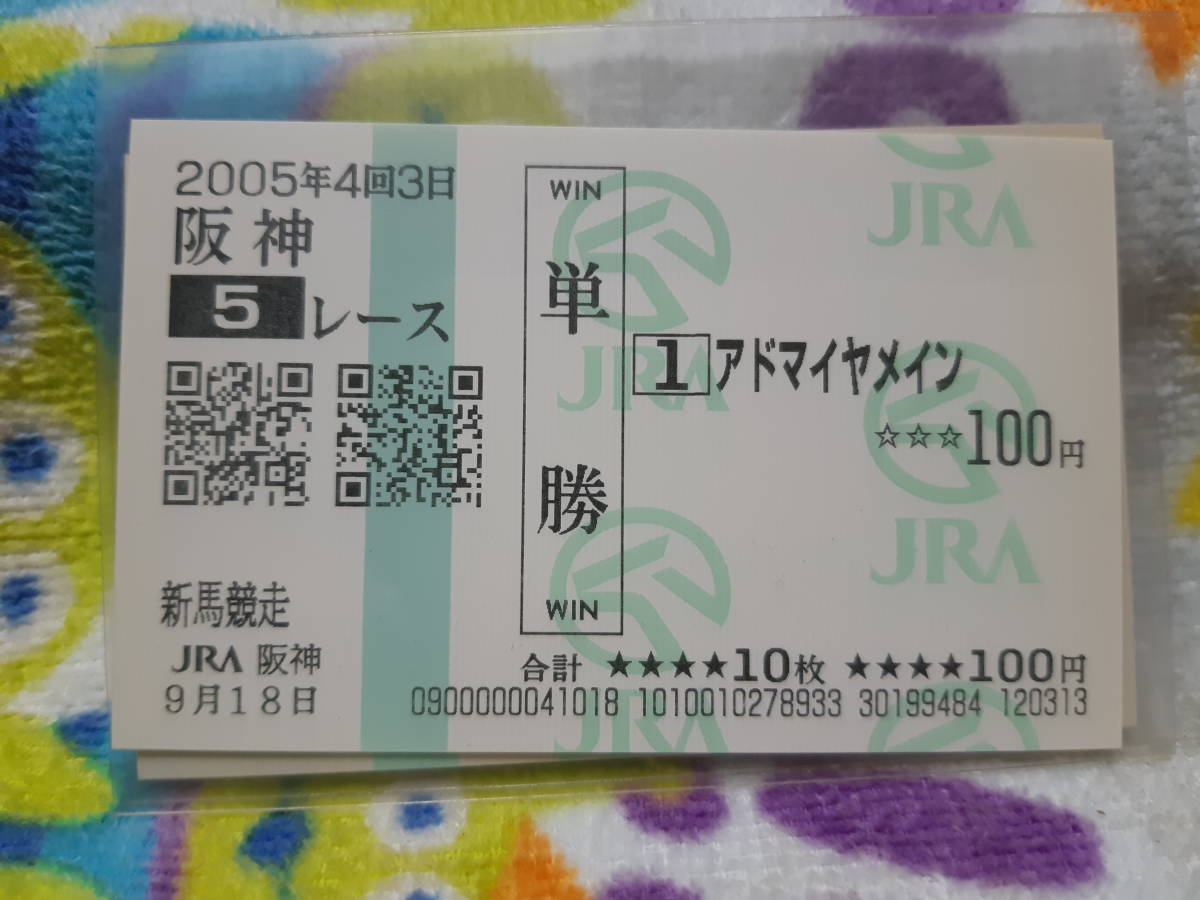 2005年4回3日
阪神
5レース
新馬競走
JRA 阪神
9月18日
WIN
単勝
WIN
1アドマイヤメイン
☆☆☆100円
合計 ★★★★10枚 ★★★★100円
0900000041018 1010010278933 30199484 120313
JRA
JRA
JRA
JRA